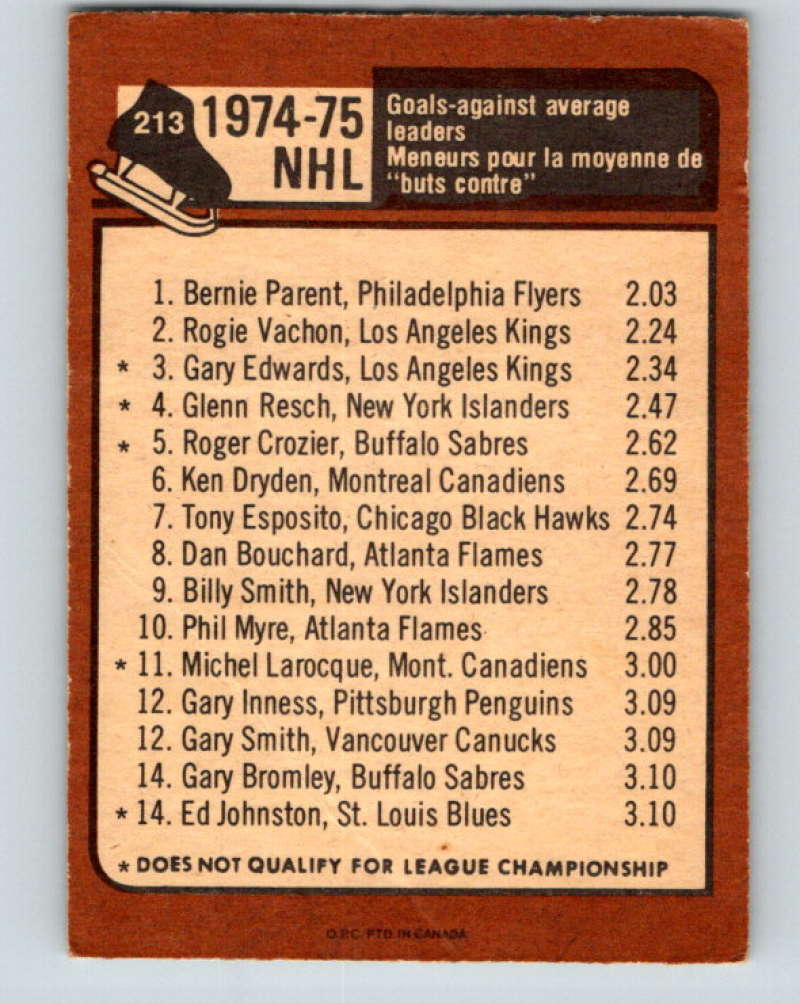 213
1974-75
NHL
Goals-against average
leaders
Meneurs pour la moyenne de
"buts contre"
1. Bernie Parent, Philadelphia Flyers 2.03
2. Rogie Vachon, Los Angeles Kings 2.24
* 3. Gary Edwards, Los Angeles Kings 2.34
* 4. Glenn Resch, New York Islanders 2.47
* 5. Roger Crozier, Buffalo Sabres 2.62
6. Ken Dryden, Montreal Canadiens 2.69
7. Tony Esposito, Chicago Black Hawks 2.74
8. Dan Bouchard, Atlanta Flames 2.77
9. Billy Smith, New York Islanders 2.78
10. Phil Myre, Atlanta Flames 2.85
* 11. Michel Larocque, Mont. Canadiens 3.00
12. Gary Inness, Pittsburgh Penguins 3.09
12. Gary Smith, Vancouver Canucks 3.09
14. Gary Bromley, Buffalo Sabres 3.10
* 14. Ed Johnston, St. Louis Blues 3.10
* DOES NOT QUALIFY FOR LEAGUE CHAMPIONSHIP
O.P.C. PTD. IN CANADA